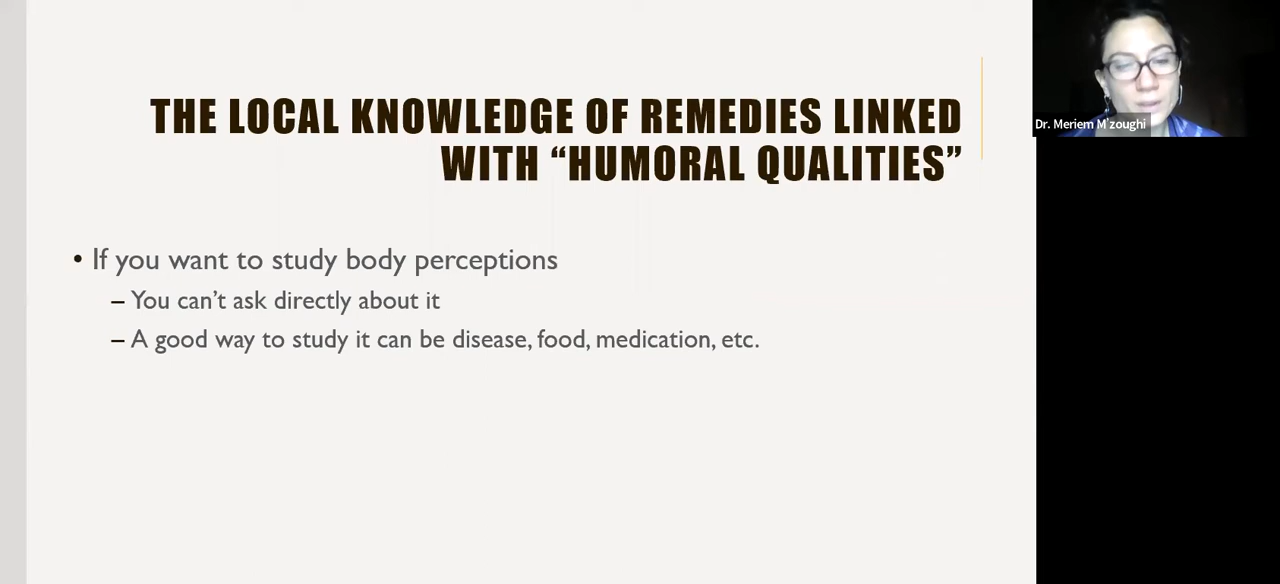 THE LOCAL KNOWLEDGE OF REMEDIES LINKED
WITH “HUMORAL QUALITIES”
• If you want to study body perceptions
– You can’t ask directly about it
– A good way to study it can be disease, food, medication, etc.
Dr. Meriem M'zoughi